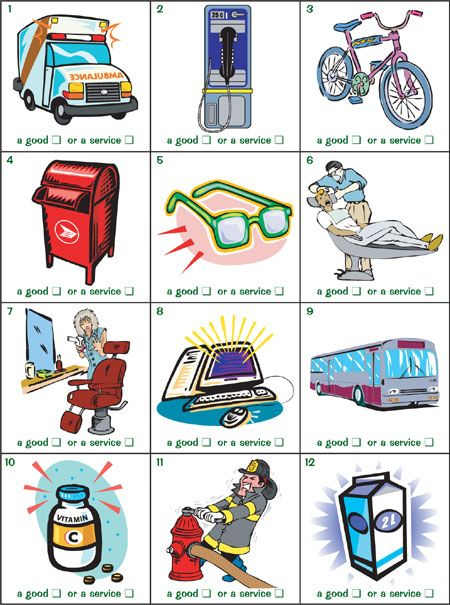 1
2
3
AMBULANCE
25¢
a good ☐ or a service ☐
a good ☐ or a service ☐
a good ☐ or a service ☐
4
5
6
a good ☐ or a service ☐
a good ☐ or a service ☐
a good ☐ or a service ☐
7
8
9
a good ☐ or a service ☐
a good ☐ or a service ☐
a good ☐ or a service ☐
10
11
12
VITAMIN
C
2 L
a good ☐ or a service ☐
a good ☐ or a service ☐
a good ☐ or a service ☐